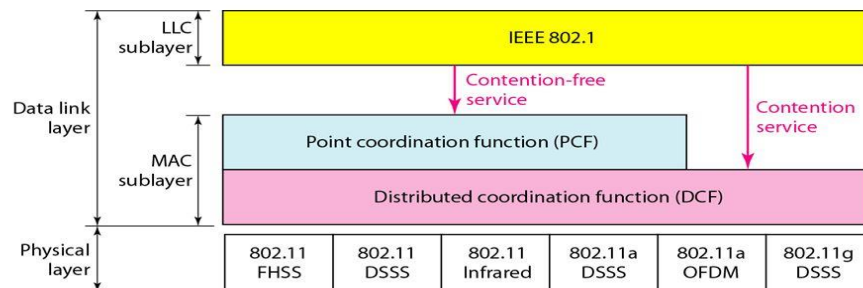 LLC
sublayer
IEEE 802.1
Contention-free
service
Contention
service
Data link
layer
MAC
sublayer
Point coordination function (PCF)
Distributed coordination function (DCF)
Physical
layer
802.11
FHSS
802.11
DSSS
802.11
Infrared
802.11a
DSSS
802.11a
OFDM
802.11g
DSSS